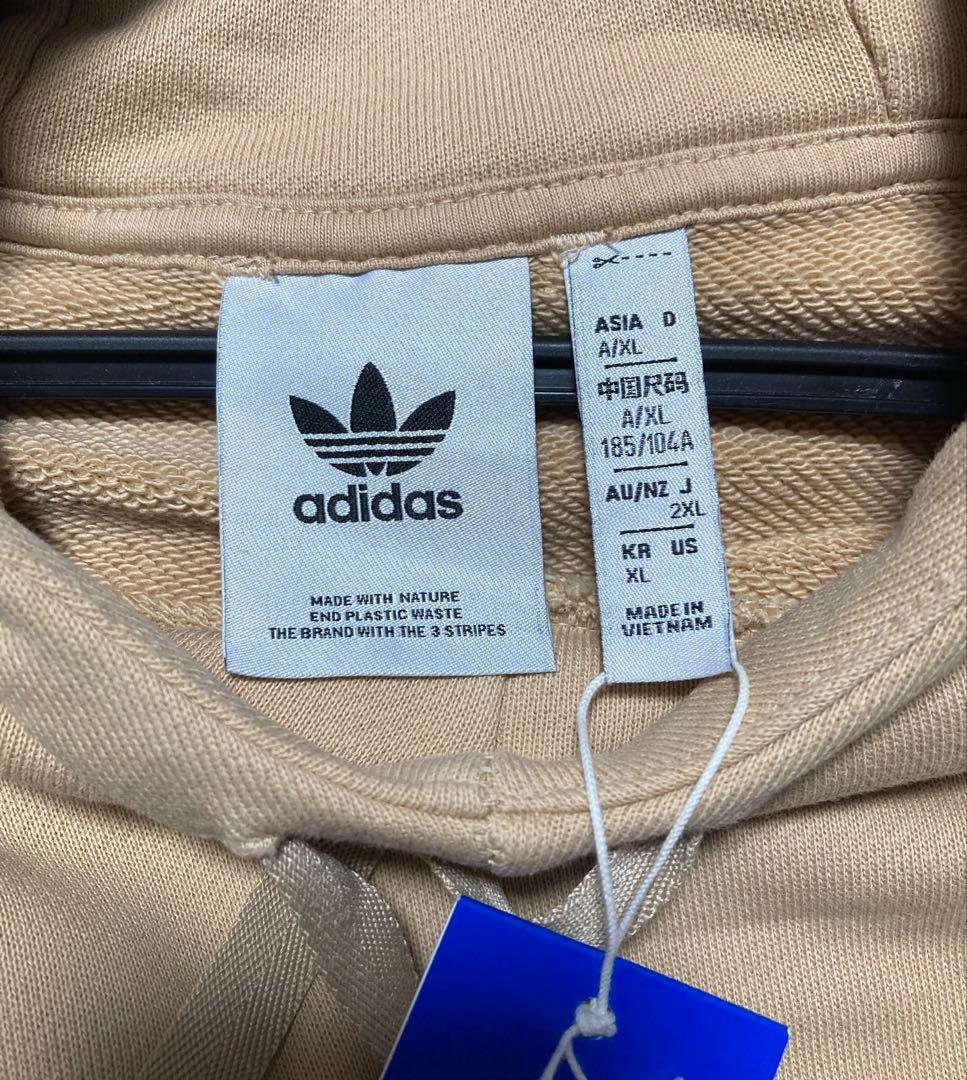 adidas
MADE WITH NATURE
END PLASTIC WASTE
THE BRAND WITH THE 3 STRIPES
ASIA D
A/XL
中国尺码
A/XL
185/104A
AU/NZ J
2XL
KR US
XL
MADE IN
VIETNAM